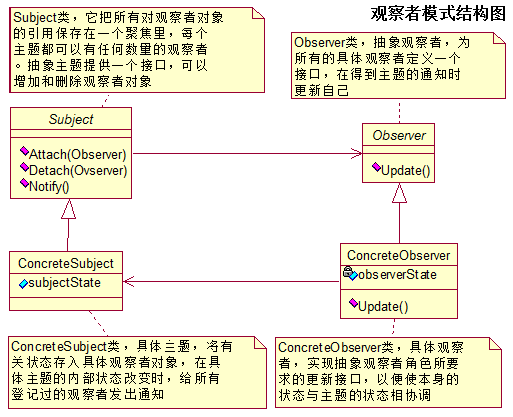 观察者模式结构图
Subject类，它把所有对观察者对象
的引用保存在一个聚集里，每个
主题都可以有任何数量的观察者
。抽象主题提供一个接口，可以
增加和删除观察者对象
Observer类，抽象观察者，为
所有的具体观察者定义一个
接口，在得到主题的通知时
更新自己
Subject
Attach(Observer)
Detach(Ovserver)
Notify()
Observer
Update()
ConcreteSubject
subjectState
ConcreteObserver
observerState
Update()
ConcreteSubject类，具体主题，将有
关状态存入具体观察者对象，在具
体主题的内部状态改变时，给所有
登记过的观察者发出通知
ConcreteObserver类，具体观察
者，实现抽象观察者角色所要
求的更新接口，以便使本身的
状态与主题的状态相协调